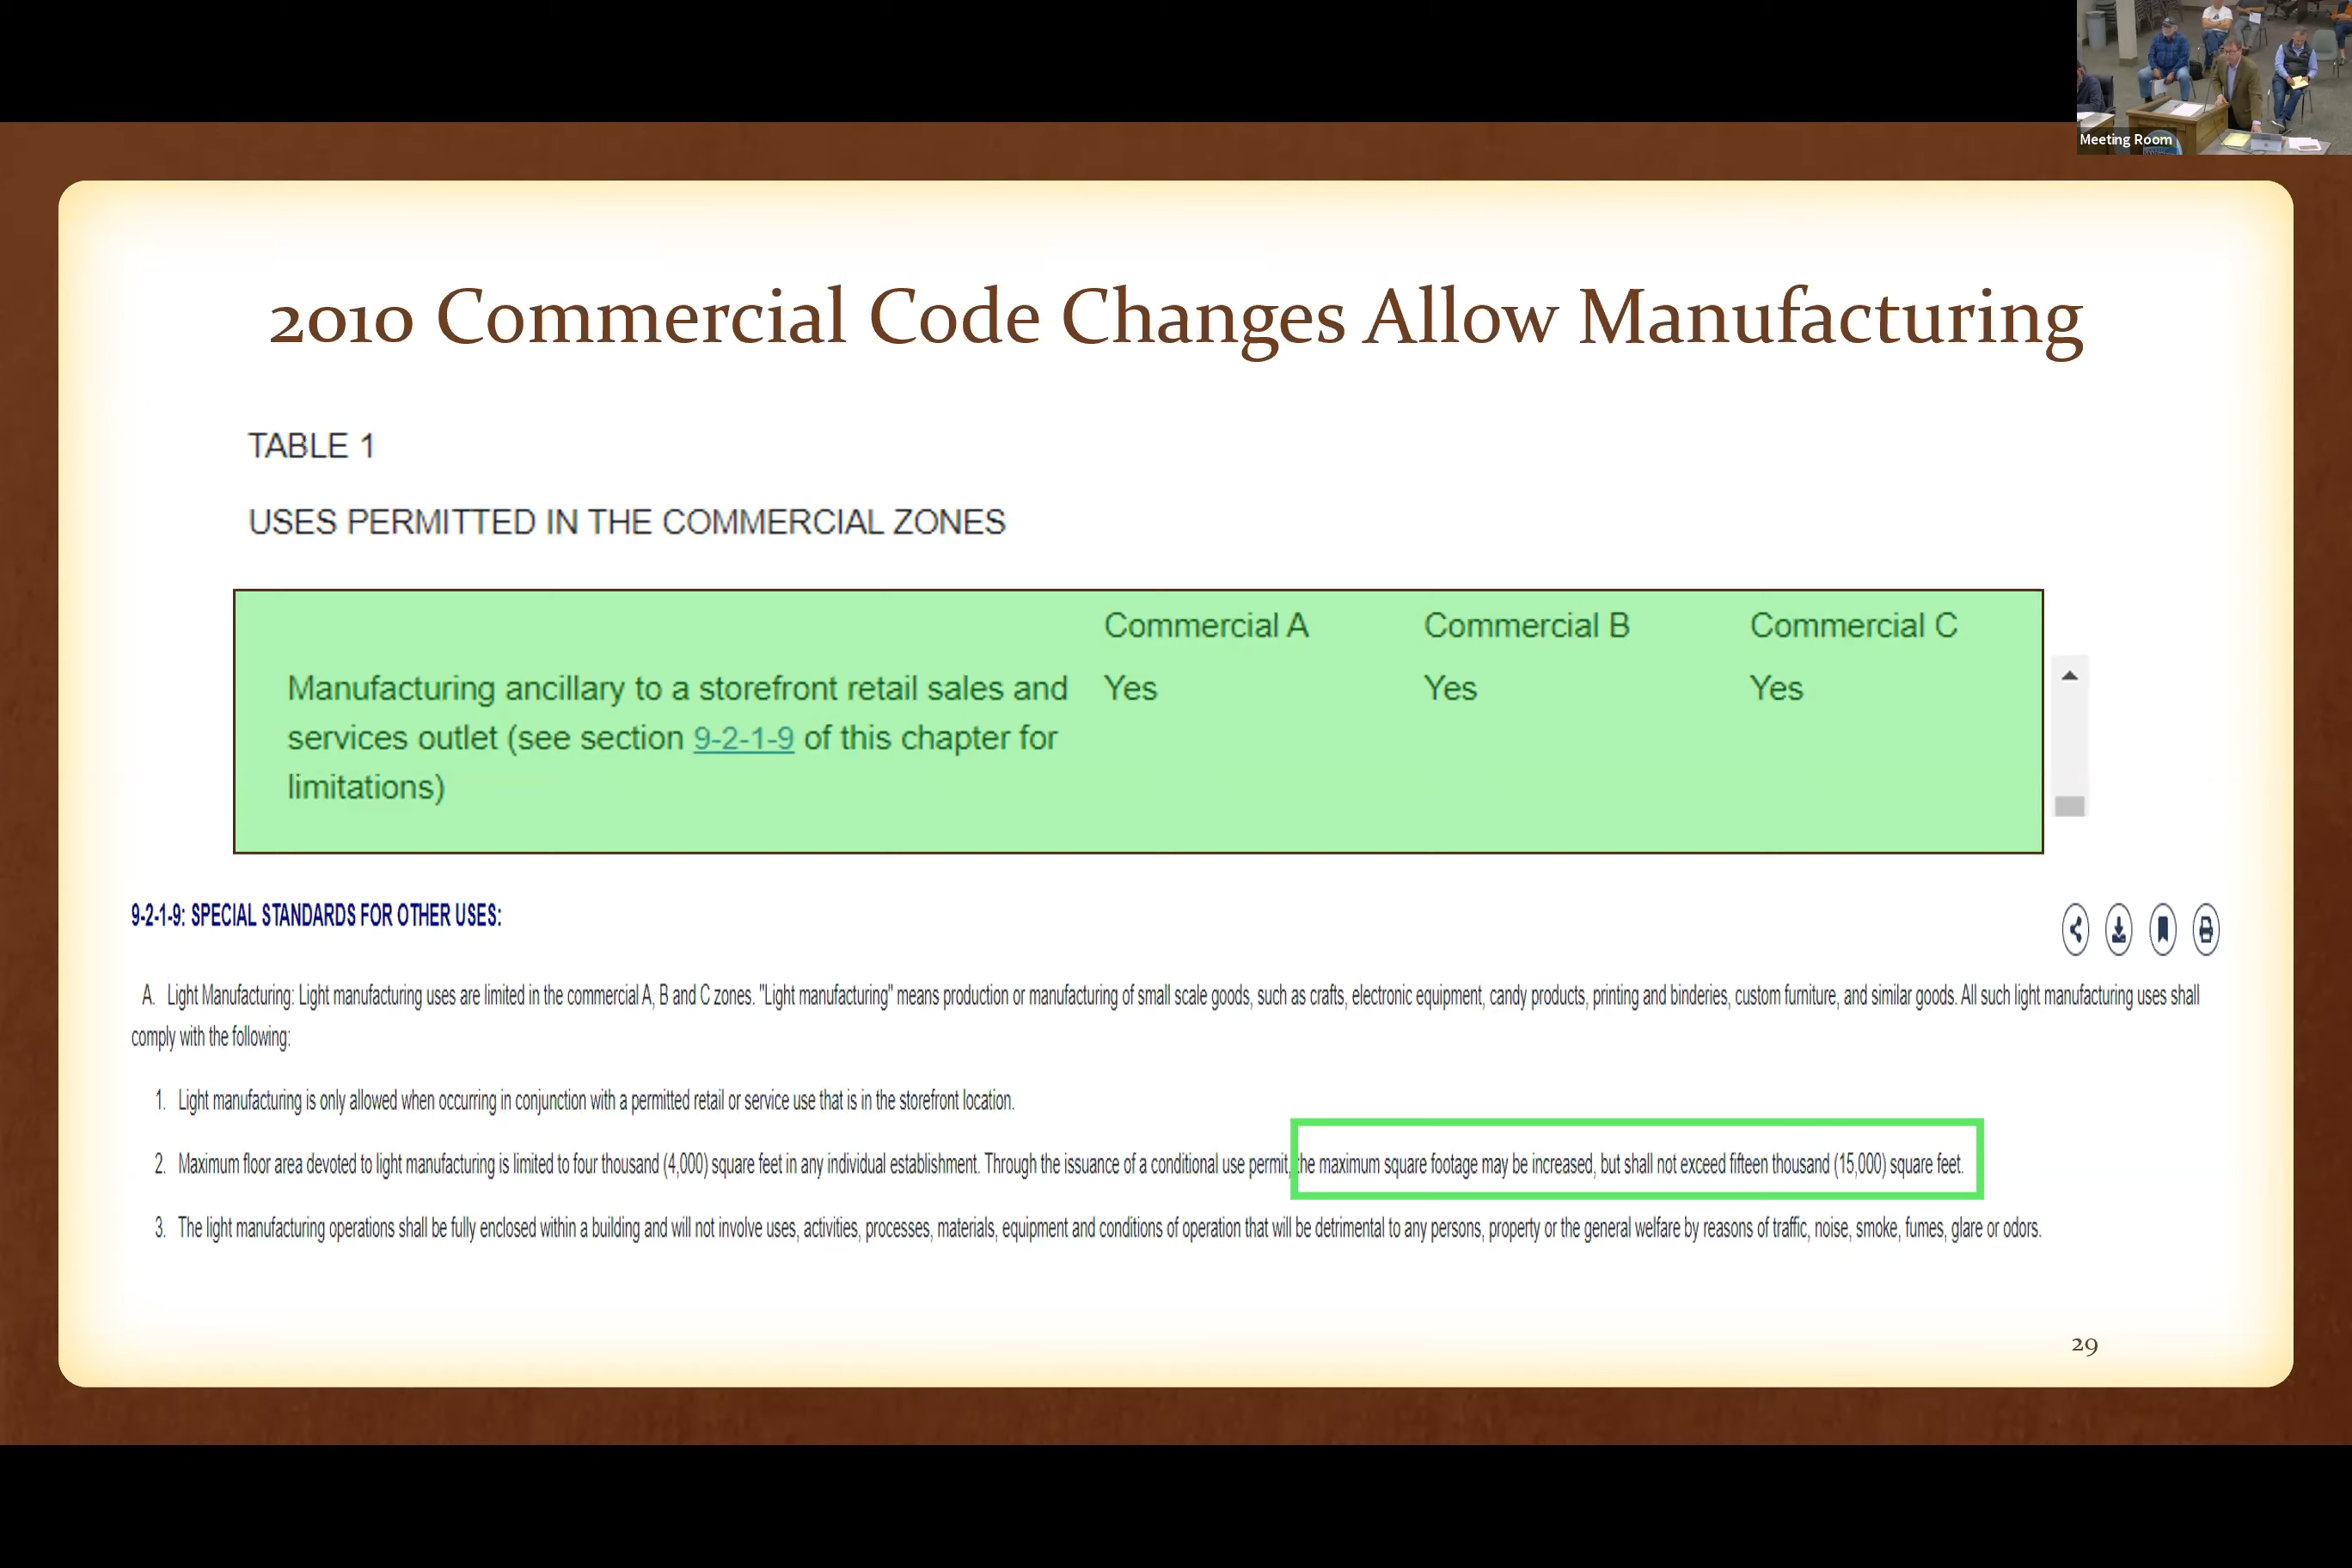 Meeting Room
2010 Commercial Code Changes Allow Manufacturing
TABLE 1
USES PERMITTED IN THE COMMERCIAL ZONES
Commercial A Commercial B Commercial C
Manufacturing ancillary to a storefront retail sales and Yes Yes Yes
services outlet (see section 9-2-1-9 of this chapter for
limitations)
9-2-1-9: SPECIAL STANDARDS FOR OTHER USES:
A. Light Manufacturing: Light manufacturing uses are limited in the commercial A, B and C zones. "Light manufacturing" means production or manufacturing of small scale goods, such as crafts, electronic equipment, candy products, printing and binderies, custom furniture, and similar goods. All such light manufacturing uses shall
comply with the following:
1. Light manufacturing is only allowed when occurring in conjunction with a permitted retail or service use that is in the storefront location.
2. Maximum floor area devoted to light manufacturing is limited to four thousand (4,000) square feet in any individual establishment. Through the issuance of a conditional use permit, the maximum square footage may be increased, but shall not exceed fifteen thousand (15,000) square feet.
3. The light manufacturing operations shall be fully enclosed within a building and will not involve uses, activities, processes, materials, equipment and conditions of operation that will be detrimental to any persons, property or the general welfare by reasons of traffic, noise, smoke, fumes, glare or odors.
29